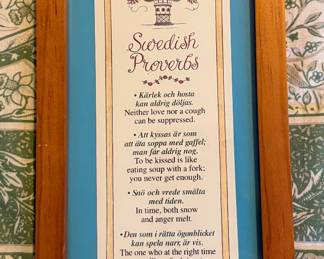 Swedish
Proverbs
• Kärlek och hosta
kan aldrig döljas.
Neither love nor a cough
can be suppressed.
• Att kyssas är som
att äta soppa med gaffel;
man får aldrig nog.
To be kissed is like
eating soup with a fork;
you never get enough.
• Snö och vrede smälta
med tiden.
In time, both snow
and anger melt.
• Den som i rätta ögonblicket
kan spela narr, är vis.
The one who at the right time